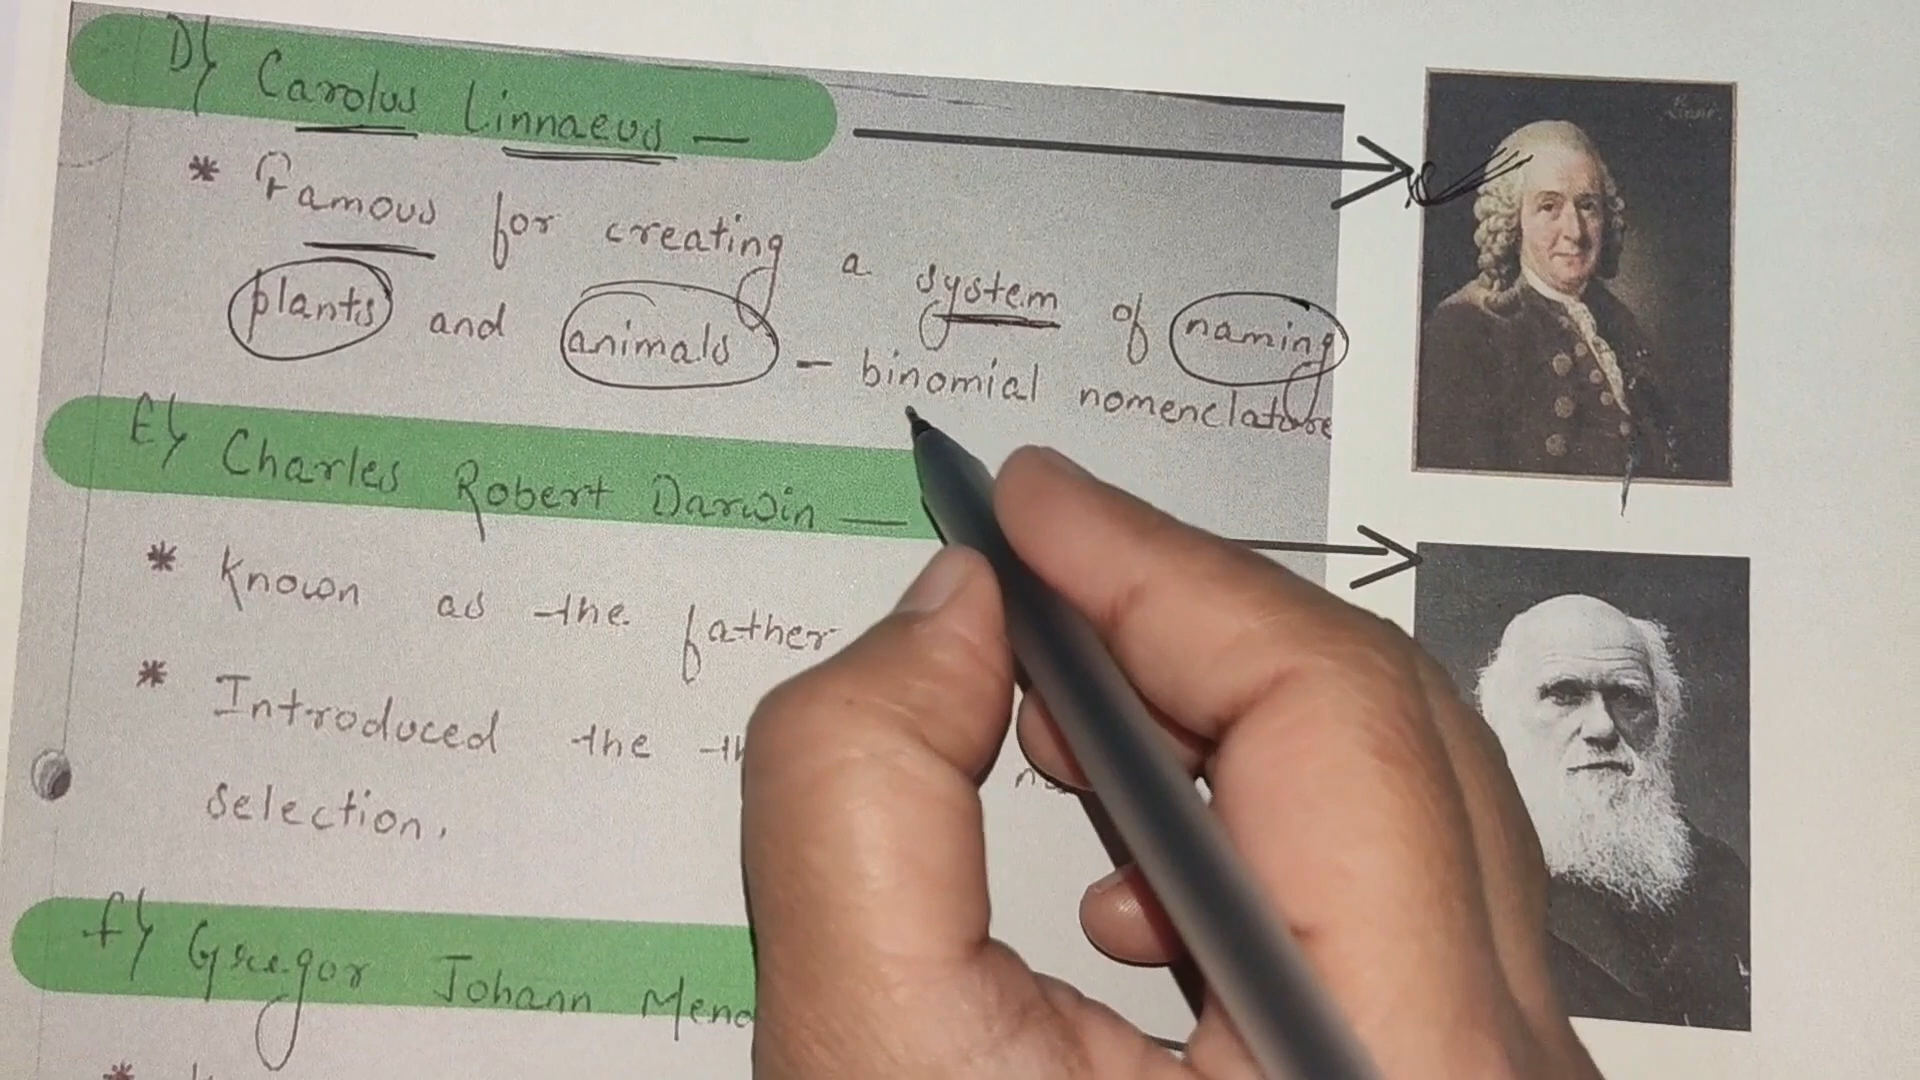 D} Carolus Linnaeus —
* Famous for creating a system of naming
plants and animals – binomial nomenclature
E} Charles Robert Darwin —
* Known as the father
* Introduced the
selection.
f} Gregor Johann